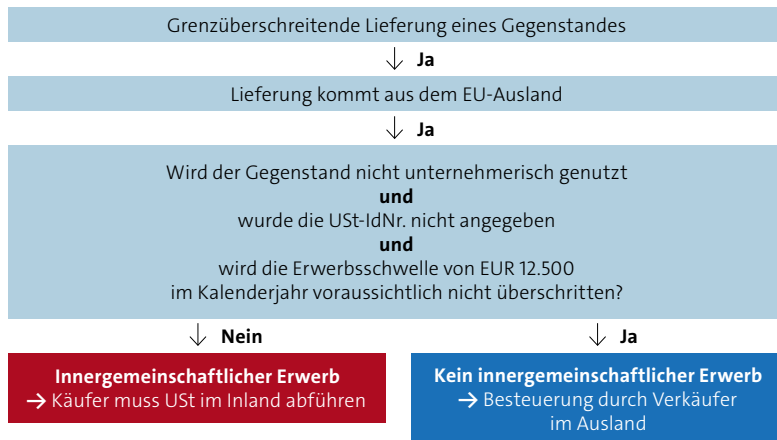 Grenzüberschreitende Lieferung eines Gegenstandes
↓ Ja
Lieferung kommt aus dem EU-Ausland
↓ Ja
Wird der Gegenstand nicht unternehmerisch genutzt
und
wurde die USt-IdNr. nicht angegeben
und
wird die Erwerbsschwelle von EUR 12.500
im Kalenderjahr voraussichtlich nicht überschritten?
↓ Nein
↓ Ja
Innergemeinschaftlicher Erwerb
→ Käufer muss USt im Inland abführen
Kein innergemeinschaftlicher Erwerb
→ Besteuerung durch Verkäufer
im Ausland